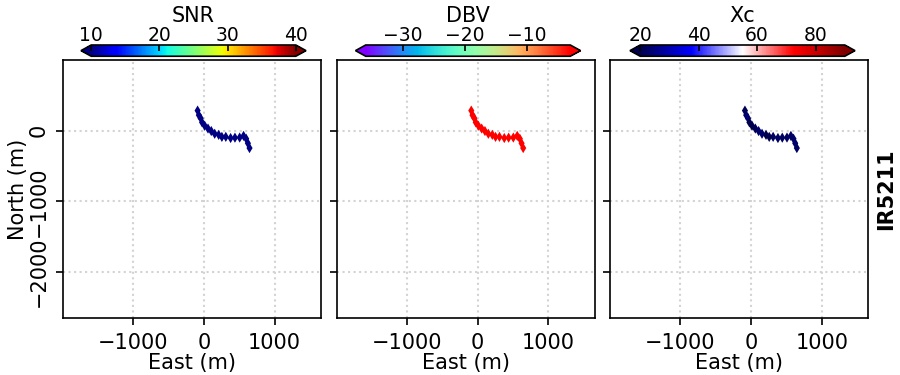 SNR DBV Xc
10 20 30 40 −30 −20 −10 20 40 60 80
North (m)
0
−1000
−2000
IR5211
−1000 0 1000 −1000 0 1000 −1000 0 1000
East (m) East (m) East (m)